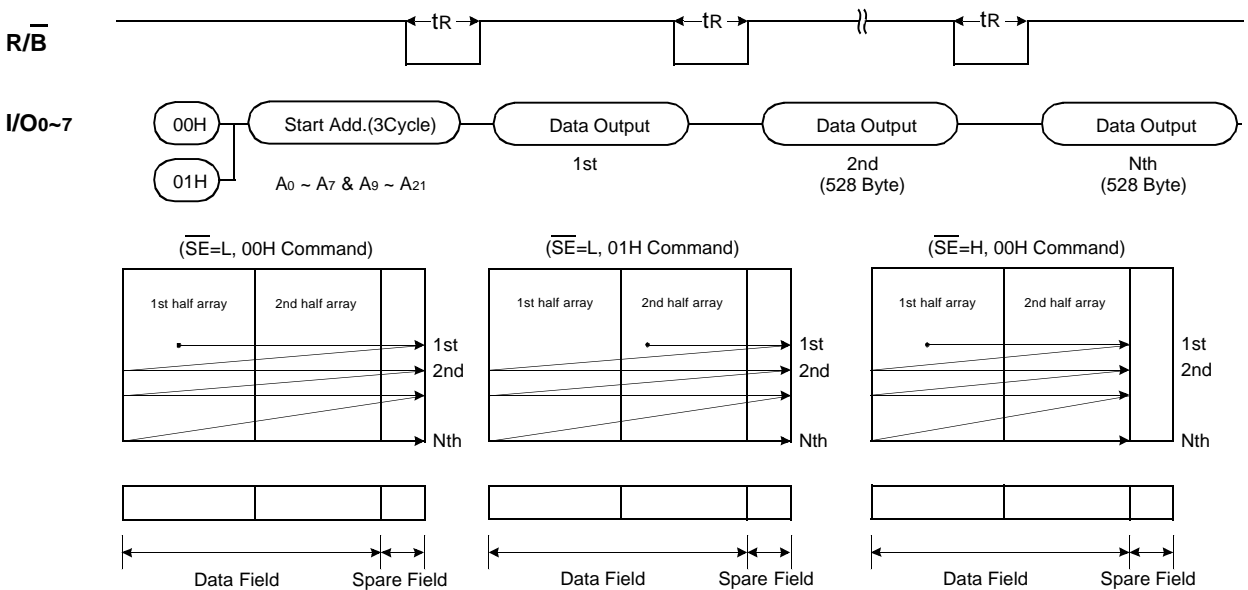 tR tR tR
R/B
I/O0~7
00H Start Add.(3Cycle) Data Output Data Output Data Output
01H
A0 ~ A7 & A9 ~ A21
1st 2nd Nth
(528 Byte) (528 Byte)
(SE=L, 00H Command) (SE=L, 01H Command) (SE=H, 00H Command)
1st half array 2nd half array 1st half array 2nd half array 1st half array 2nd half array
1st 1st 1st
2nd 2nd 2nd
Nth Nth Nth
Data Field Spare Field Data Field Spare Field Data Field Spare Field